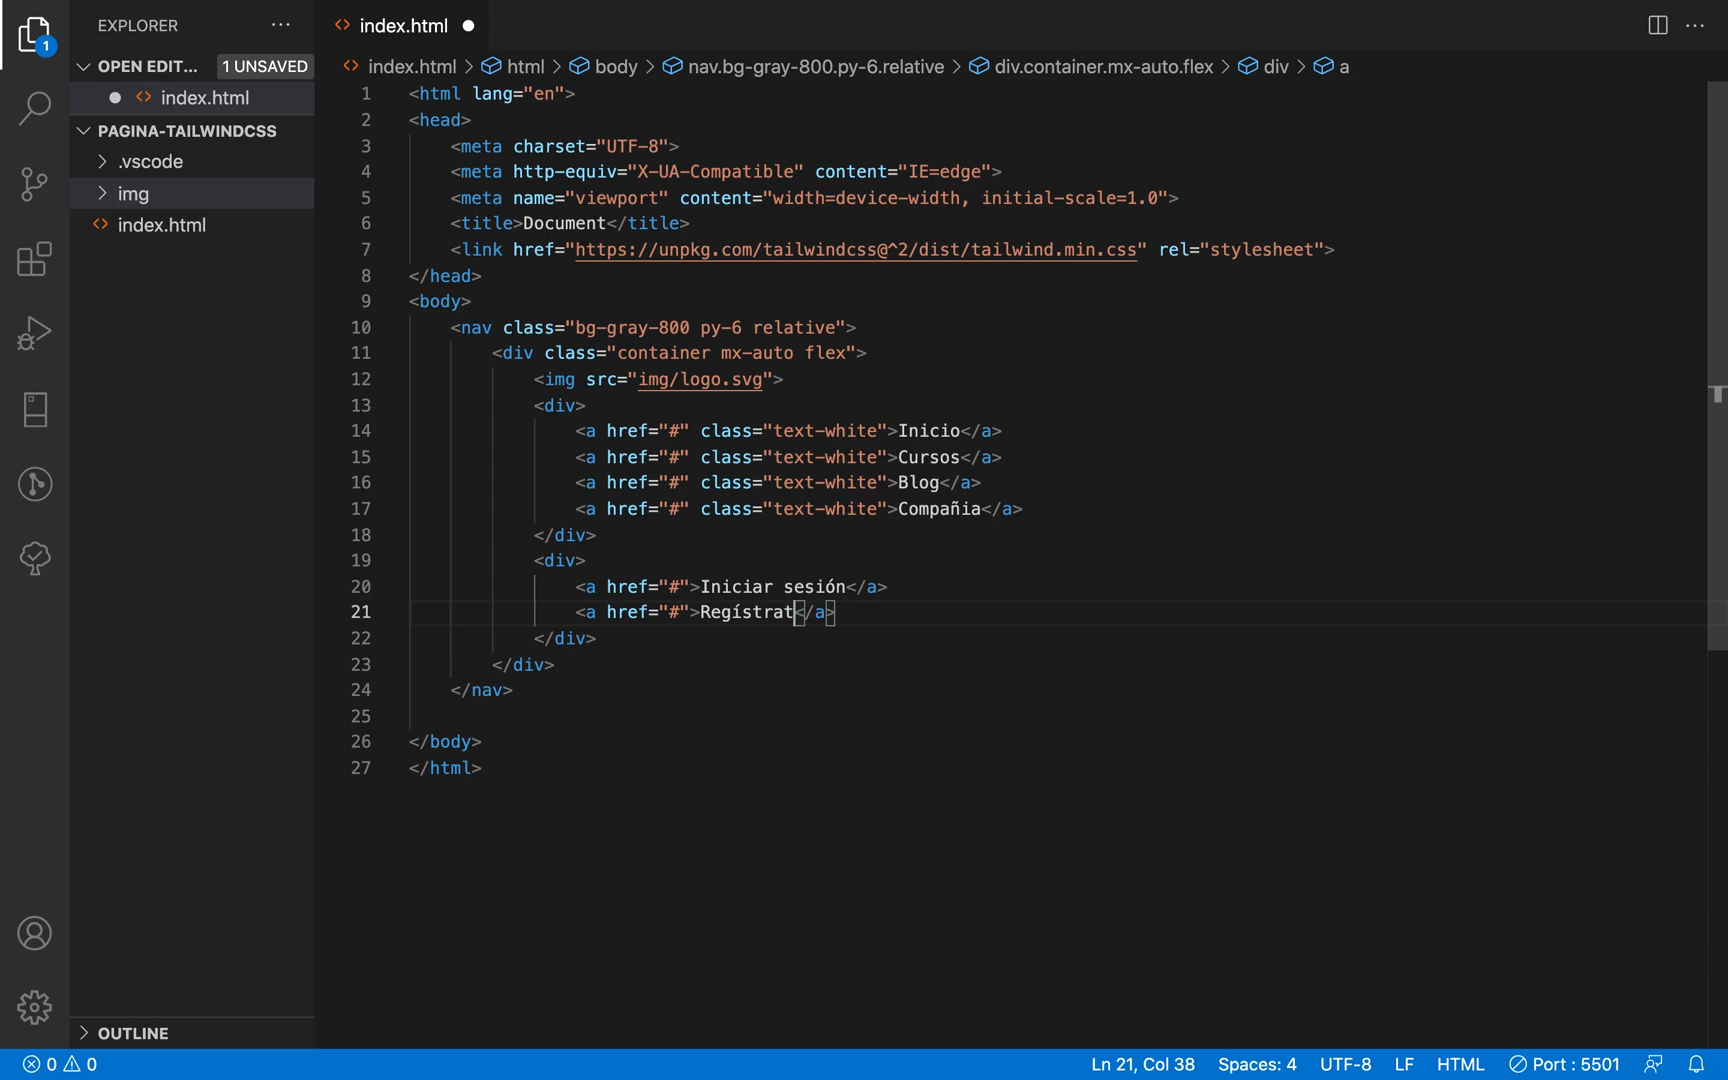 EXPLORER
index.html
OPEN EDIT... 1 UNSAVED
index.html
PAGINA-TAILWINDCSS
.vscode
img
index.html
OUTLINE
1
index.html > html > body > nav.bg-gray-800.py-6.relative > div.container.mx-auto.flex > div > a
1 <html lang="en">
2 <head>
3 <meta charset="UTF-8">
4 <meta http-equiv="X-UA-Compatible" content="IE=edge">
5 <meta name="viewport" content="width=device-width, initial-scale=1.0">
6 <title>Document</title>
7 <link href="https://unpkg.com/tailwindcss@^2/dist/tailwind.min.css" rel="stylesheet">
8 </head>
9 <body>
10 <nav class="bg-gray-800 py-6 relative">
11 <div class="container mx-auto flex">
12 <img src="img/logo.svg">
13 <div>
14 <a href="#" class="text-white">Inicio</a>
15 <a href="#" class="text-white">Cursos</a>
16 <a href="#" class="text-white">Blog</a>
17 <a href="#" class="text-white">Compañia</a>
18 </div>
19 <div>
20 <a href="#">Iniciar sesión</a>
21 <a href="#">Regístrat</a>
22 </div>
23 </div>
24 </nav>
25
26 </body>
27 </html>
0 0 Ln 21, Col 38 Spaces: 4 UTF-8 LF HTML Port : 5501